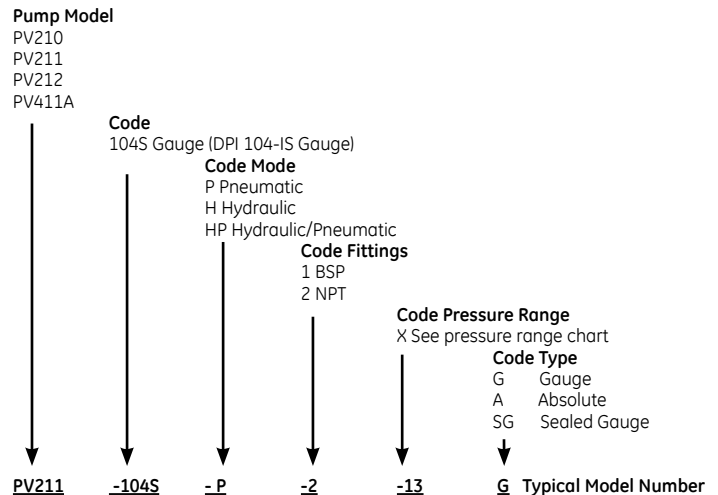 Pump Model
PV210
PV211
PV212
PV411A
Code
104S Gauge (DPI 104-IS Gauge)
Code Mode
P Pneumatic
H Hydraulic
HP Hydraulic/Pneumatic
Code Fittings
1 BSP
2 NPT
Code Pressure Range
X See pressure range chart
Code Type
G Gauge
A Absolute
SG Sealed Gauge
PV211 -104S - P -2 -13 G Typical Model Number